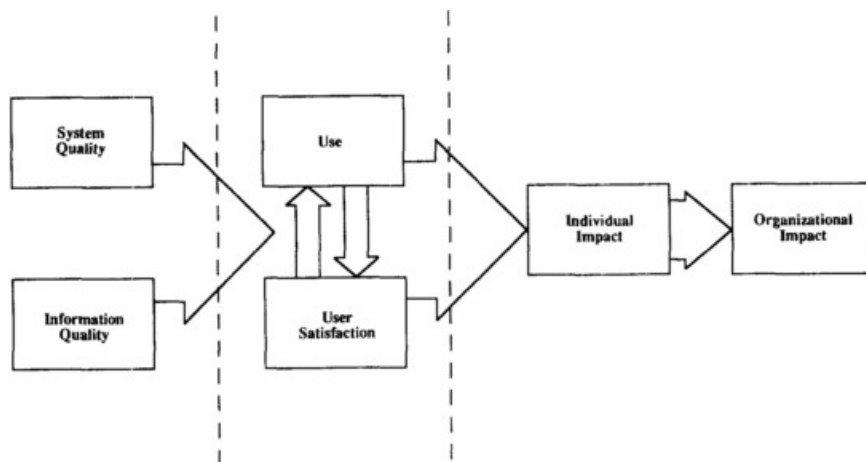 System
Quality
Use
Individual
Impact
Organizational
Impact
Information
Quality
User
Satisfaction